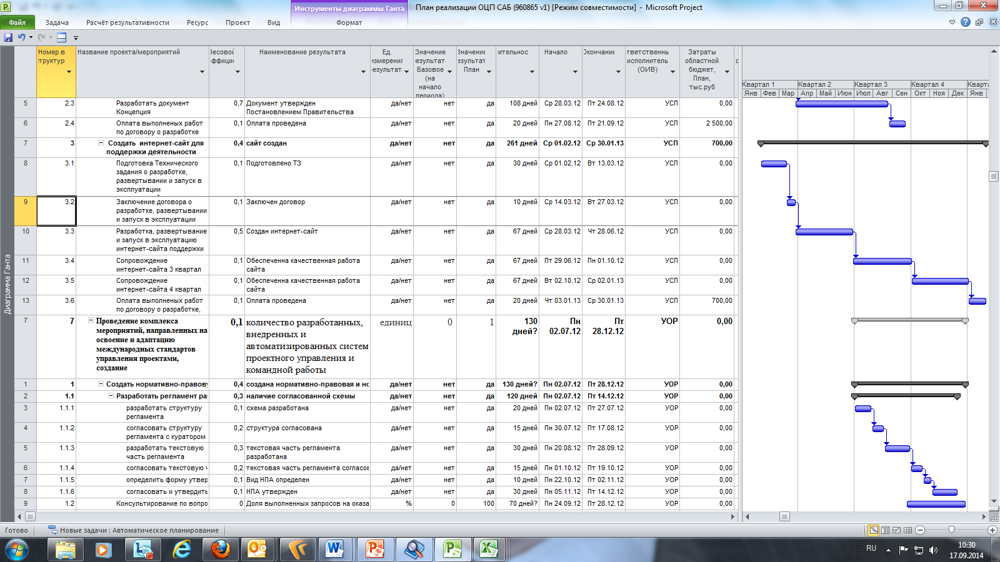 Инструменты диаграммы Ганта
План реализации ОЦП САБ (960865 v1) [Режим совместимости] - Microsoft Project
Файл Задача Расчёт результативности Ресурс Проект Вид Формат
Номер в Название проекта/мероприятий Наименование результата Ед. Значение Начало Затраты
Базовое План исполнитель областной
(на (ОИВ) бюджет,
начало План,
периода) тыс.руб
Квартал 1 Квартал 2 Квартал 3 Квартал 4
Янв Фев Мар Апр Май Июн Июл Авг Сен Окт Ноя Дек Янв
5 2.3 Разработать документ 0,7 Документ утвержден да/нет нет да 108 дней Ср 28.03.12 Пт 24.08.12 УСП 0,00
Концепция Постановлением Правительства
6 2.4 Оплата выполненых работ 0,1 Оплата проведена да/нет нет да 20 дней Пн 27.08.12 Пт 21.09.12 УСП 2 500,00
по договору о разработке
7 3 Создать интернет-сайт для 0,4 сайт создан да/нет нет да 261 дней Ср 01.02.12 Ср 30.01.13 УСП 700,00
поддержки деятельности
8 3.1 Подготовка Технического 0,1 Подготовлено ТЗ да/нет нет да 30 дней Ср 01.02.12 Вт 13.03.12 УСП 0,00
задания о разработке,
развертывании и запуск в
эксплуатации
9 3.2 Заключение договора о 0,1 Заключен договор да/нет нет да 10 дней Ср 14.03.12 Вт 27.03.12 УСП 0,00
разработке, развертывании
и запуск в эксплуатации
10 3.3 Разработка, развертывание 0,5 Создан интернет-сайт да/нет нет да 67 дней Ср 28.03.12 Чт 28.06.12 УСП 0,00
и запуск в эксплуатацию
интернет-сайта поддержки
11 3.4 Сопровождение 0,1 Обеспеченна качественная работа да/нет нет да 67 дней Пт 29.06.12 Пн 01.10.12 УСП 0,00
интернет-сайта 3 квартал сайта
12 3.5 Сопровождение 0,1 Обеспеченна качественная работа да/нет нет да 67 дней Вт 02.10.12 Ср 02.01.13 УСП 0,00
интернет-сайта 4 квартал сайта
13 3.6 Оплата выполненых работ 0,1 Оплата проведена да/нет нет да 20 дней Чт 03.01.13 Ср 30.01.13 УСП 700,00
по договору о разработке,
7 7 Проведение комплекса 0,1 количество разработанных, единиц 0 1 130 Пн Пт УОР 0,00
мероприятий, направленных на внедренных и дней? 02.07.12 28.12.12
освоение и адаптацию автоматизированных систем
международных стандартов проектного управления и
управления проектами, командной работы
создание
1 1 Создать нормативно-правову 0,4 создана нормативно-правовая и но да/нет нет да 130 дней? Пн 02.07.12 Пт 28.12.12 УОР 0,00
2 1.1 Разработать регламент ра 0,3 наличие согласованной схемы да/нет нет да 120 дней Пн 02.07.12 Пт 14.12.12 УОР 0,00
3 1.1.1 разработать структуру 0,1 схема разработана да/нет нет да 20 дней Пн 02.07.12 Пт 27.07.12 УОР 0,00
регламента
4 1.1.2 согласовать структуру 0,2 структура согласована да/нет нет да 15 дней Пн 30.07.12 Пт 17.08.12 УОР 0,00
регламента с куратором
5 1.1.3 разработать текстовую 0,3 текстовая часть регламента да/нет нет да 30 дней Пн 20.08.12 Пт 28.09.12 УОР 0,00
часть регламента разработана
6 1.1.4 согласовать текстовую ч 0,2 текстовая часть регламента согласов да/нет нет да 15 дней Пн 01.10.12 Пт 19.10.12 УОР 0,00
7 1.1.5 определить форму утвер 0,1 Вид НПА определен да/нет нет да 10 дней Пн 22.10.12 Пт 02.11.12 УОР 0,00
8 1.1.6 согласовать и утвердить 0,1 НПА утвержден да/нет нет да 30 дней Пн 05.11.12 Пт 14.12.12 УОР 0,00
9 1.2 Консультирование по вопро 0 Доля выполненных запросов на оказа % 0 100 70 дней? Пн 24.09.12 Пт 28.12.12 УОР 0,00
Диаграмма Ганта
Готово Новые задачи : Автоматическое планирование
RU 10:30
17.09.2014